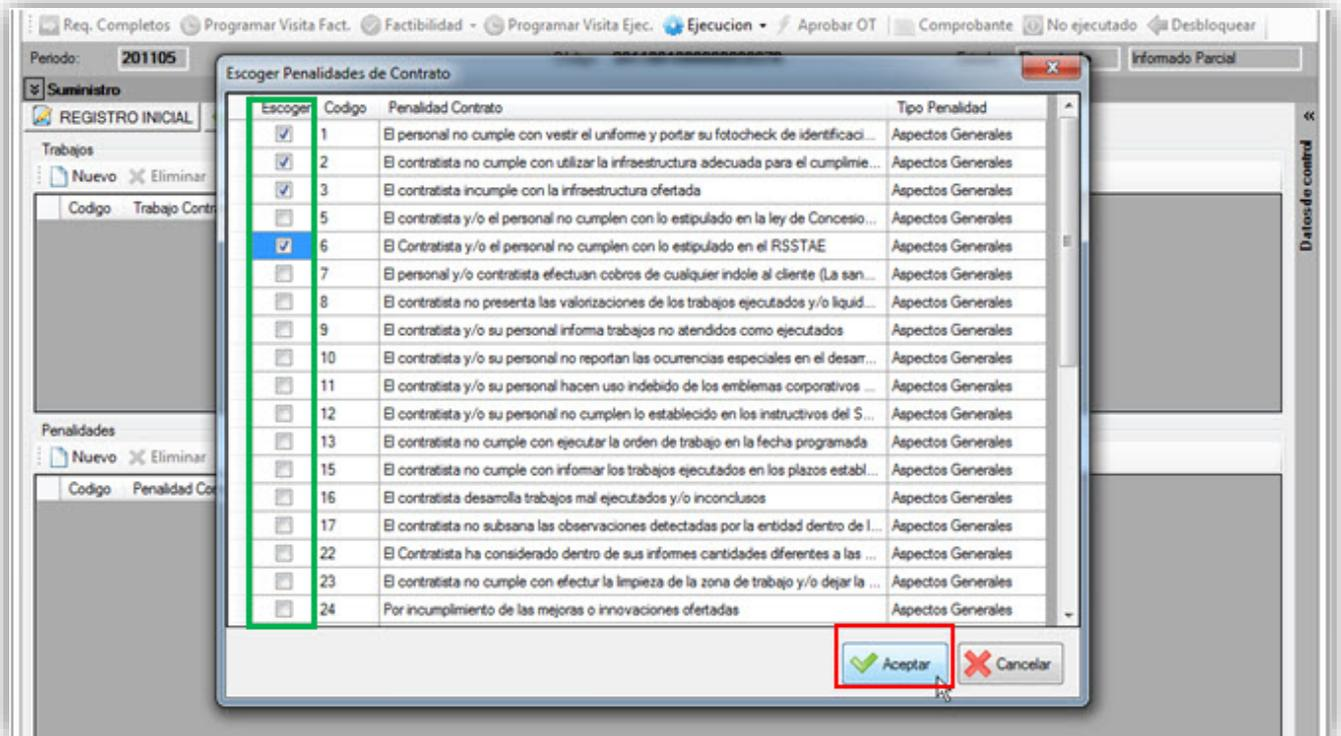 Req. Completos Programar Visita Fact. Factibilidad Programar Visita Ejec. Ejecucion Aprobar OT Comprobante No ejecutado Desbloquear
Periodo: 201105 Informado Parcial
Escoger Penalidades de Contrato
Suministro
REGISTRO INICIAL
Trabajos
Nuevo Eliminar
Codigo Trabajo Contr
Datos de control
Escoger Codigo Penalidad Contrato Tipo Penalidad
1 El personal no cumple con vestir el uniforme y portar su fotocheck de identificaci... Aspectos Generales
2 El contratista no cumple con utilizar la infraestructura adecuada para el cumplimie... Aspectos Generales
3 El contratista incumple con la infraestructura ofertada Aspectos Generales
5 El contratista y/o el personal no cumplen con lo estipulado en la ley de Concesio... Aspectos Generales
6 El Contratista y/o el personal no cumplen con lo estipulado en el RSSTAE Aspectos Generales
7 El personal y/o contratista efectuan cobros de cualquier indole al cliente (La san... Aspectos Generales
8 El contratista no presenta las valorizaciones de los trabajos ejecutados y/o liquid... Aspectos Generales
9 El contratista y/o su personal informa trabajos no atendidos como ejecutados Aspectos Generales
10 El contratista y/o su personal no reportan las ocurrencias especiales en el desarr... Aspectos Generales
11 El contratista y/o su personal hacen uso indebido de los emblemas corporativos ... Aspectos Generales
12 El contratista y/o su personal no cumplen lo establecido en los instructivos del S... Aspectos Generales
13 El contratista no cumple con ejecutar la orden de trabajo en la fecha programada Aspectos Generales
15 El contratista no cumple con informar los trabajos ejecutados en los plazos establ... Aspectos Generales
16 El contratista desarrolla trabajos mal ejecutados y/o inconclusos Aspectos Generales
17 El contratista no subsana las observaciones detectadas por la entidad dentro de l... Aspectos Generales
22 El Contratista ha considerado dentro de sus informes cantidades diferentes a las ... Aspectos Generales
23 El contratista no cumple con efectur la limpieza de la zona de trabajo y/o dejar la ... Aspectos Generales
24 Por incumplimiento de las mejoras o innovaciones ofertadas Aspectos Generales
Penalidades
Nuevo Eliminar
Codigo Penalidad Co
Aceptar Cancelar